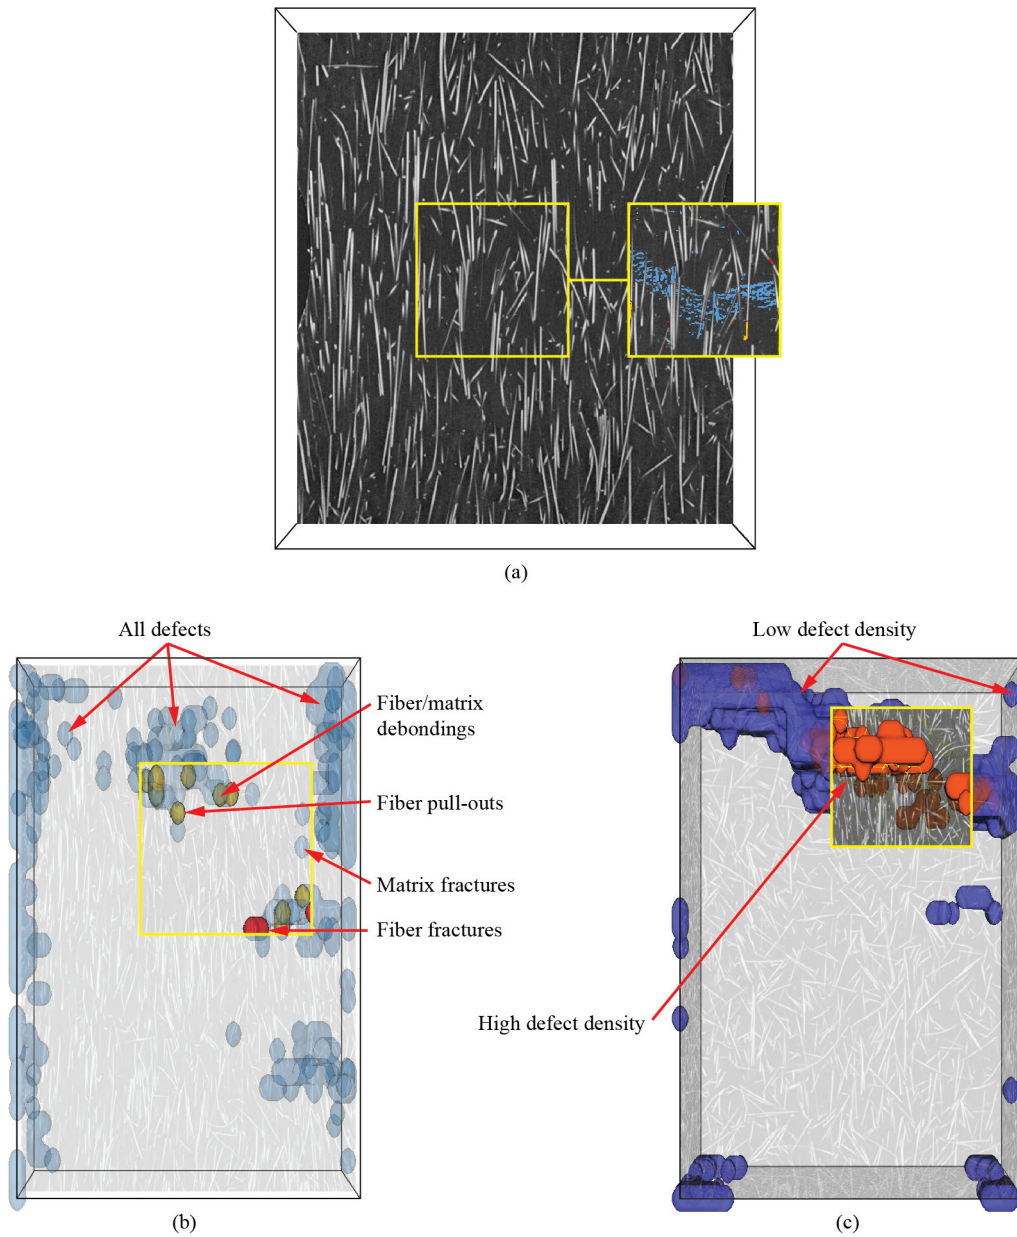 (a)
All defects
Fiber/matrix
debondings
Fiber pull-outs
Matrix fractures
Fiber fractures
(b)
Low defect density
High defect density
(c)